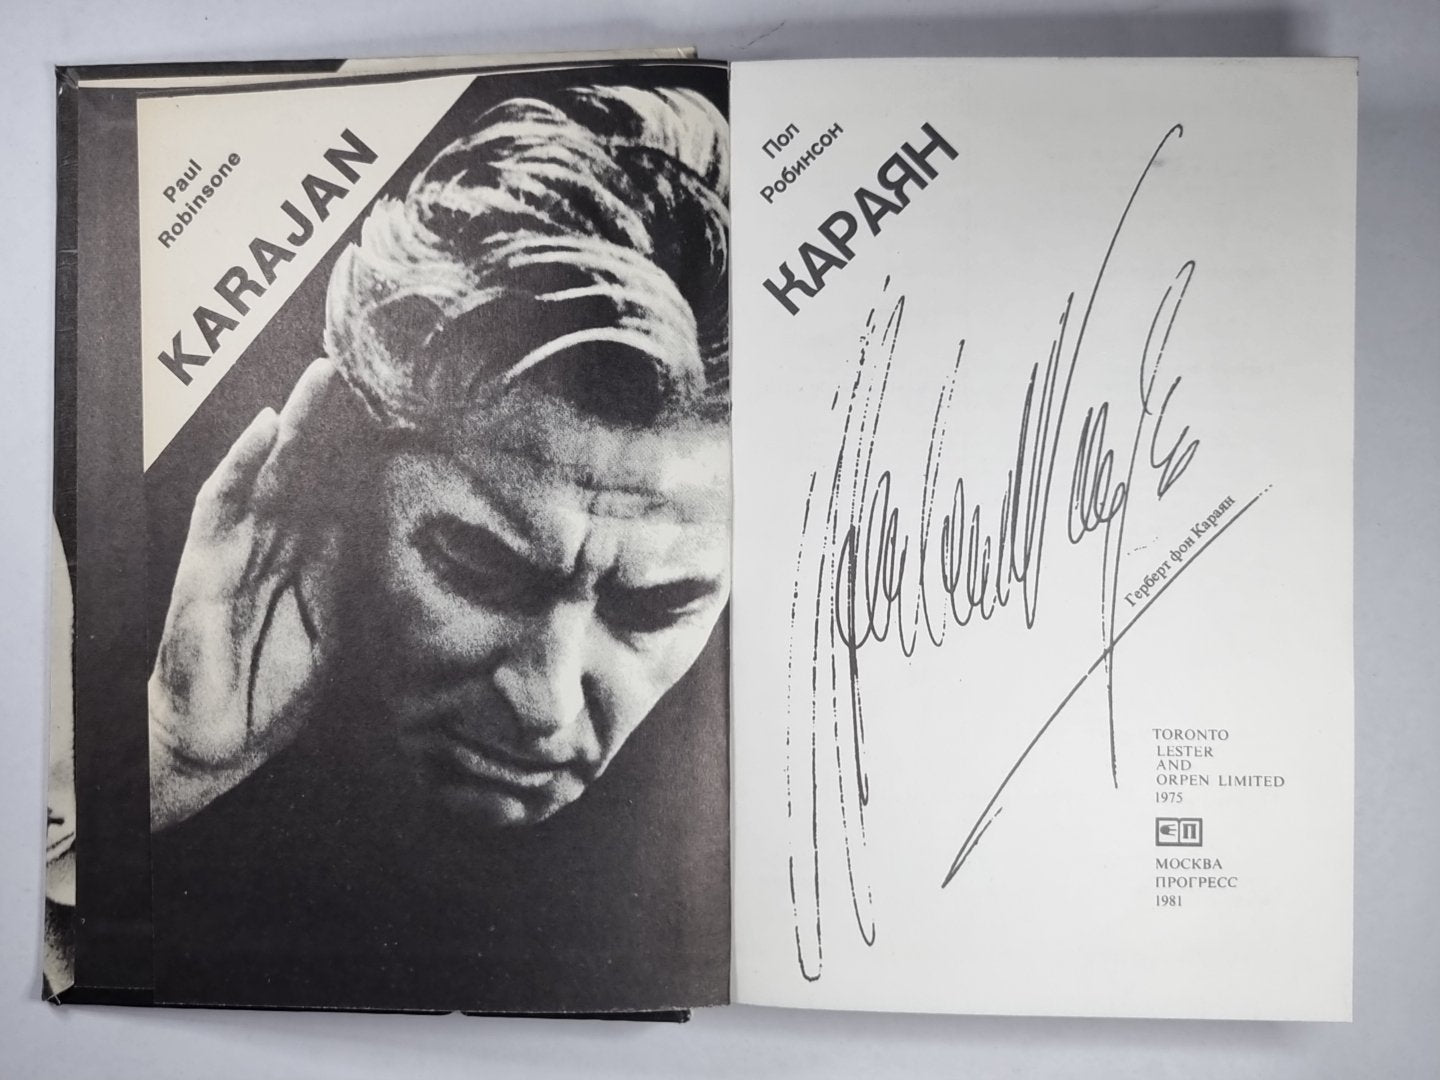 Paul
Robinsone
KARAJAN
Пол
Робинсон
КАРАЯН
Герберт фон Караян
TORONTO
LESTER
AND
ORPEN LIMITED
1975
МОСКВА
ПРОГРЕСС
1981